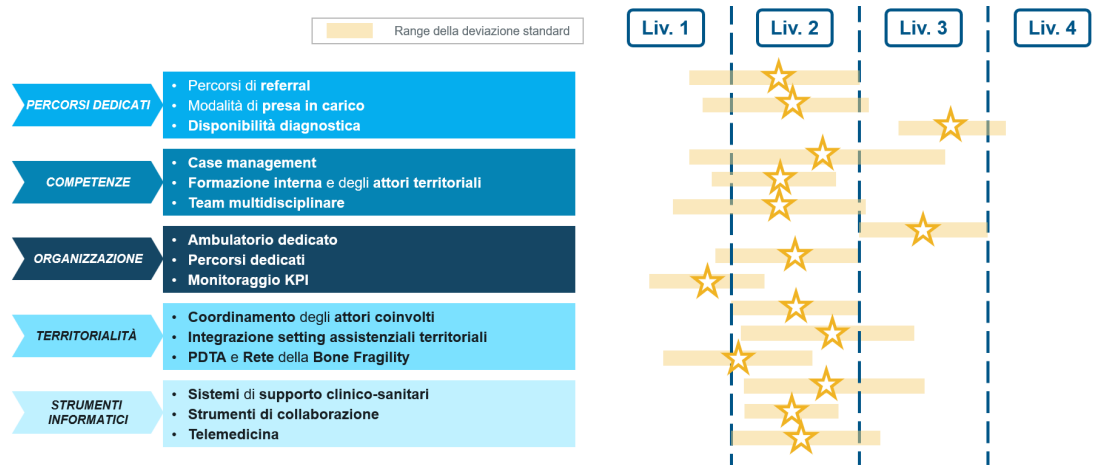 Range della deviazione standard
Liv. 1
Liv. 2
Liv. 3
Liv. 4
PERCORSI DEDICATI
• Percorsi di referral
• Modalità di presa in carico
• Disponibilità diagnostica
COMPETENZE
• Case management
• Formazione interna e degli attori territoriali
• Team multidisciplinare
ORGANIZZAZIONE
• Ambulatorio dedicato
• Percorsi dedicati
• Monitoraggio KPI
TERRITORIALITÀ
• Coordinamento degli attori coinvolti
• Integrazione setting assistenziali territoriali
• PDTA e Rete della Bone Fragility
STRUMENTI
INFORMATICI
• Sistemi di supporto clinico-sanitari
• Strumenti di collaborazione
• Telemedicina